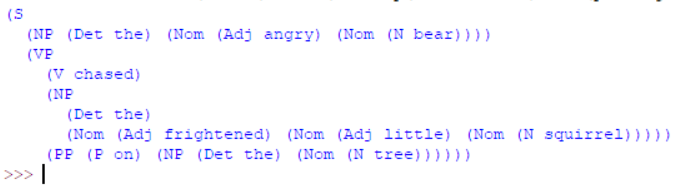 (S
(NP (Det the) (Nom (Adj angry) (Nom (N bear))))
(VP
(V chased)
(NP
(Det the)
(Nom (Adj frightened) (Nom (Adj little) (Nom (N squirrel)))))
(PP (P on) (NP (Det the) (Nom (N tree))))))
>>>